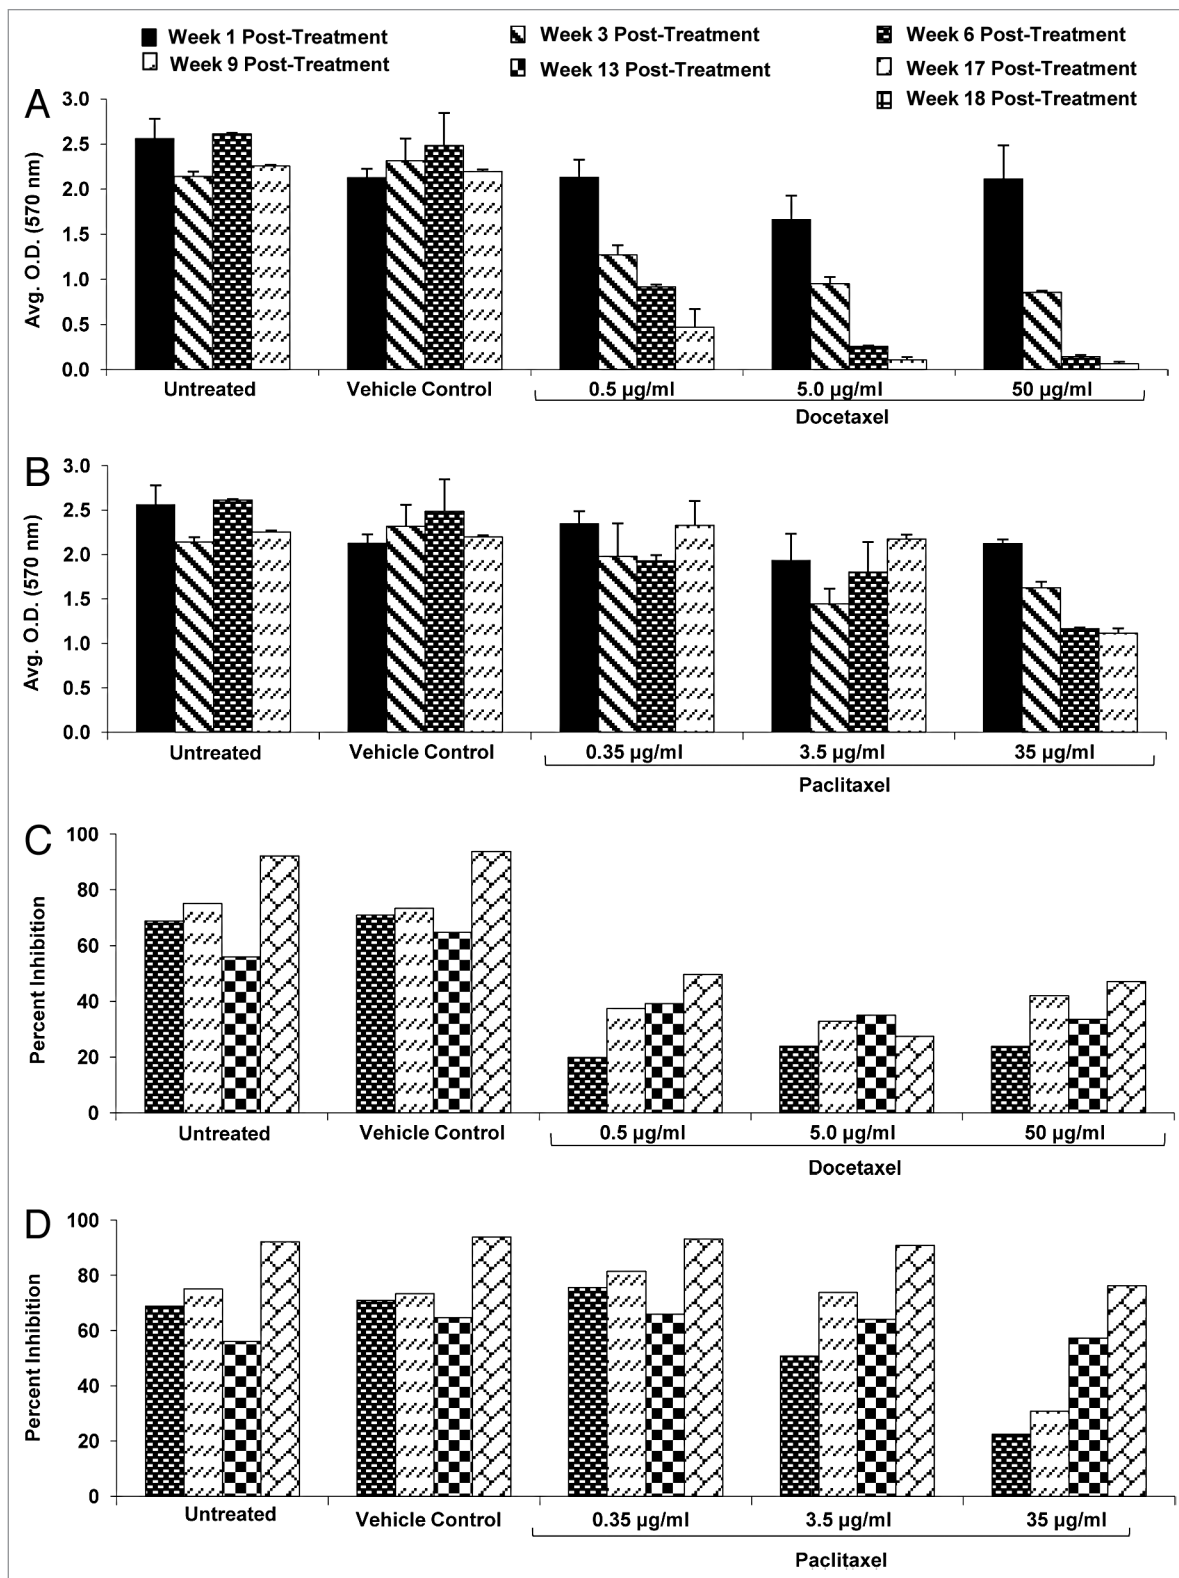 Week 1 Post-Treatment
Week 3 Post-Treatment
Week 6 Post-Treatment
Week 9 Post-Treatment
Week 13 Post-Treatment
Week 17 Post-Treatment
Week 18 Post-Treatment
A
Avg. O.D. (570 nm)
3.0
2.5
2.0
1.5
1.0
0.5
0.0
Untreated
Vehicle Control
0.5 µg/ml
5.0 µg/ml
50 µg/ml
Docetaxel
B
Avg. O.D. (570 nm)
3.0
2.5
2.0
1.5
1.0
0.5
0.0
Untreated
Vehicle Control
0.35 µg/ml
3.5 µg/ml
35 µg/ml
Paclitaxel
C
Percent Inhibition
100
80
60
40
20
0
Untreated
Vehicle Control
0.5 µg/ml
5.0 µg/ml
50 µg/ml
Docetaxel
D
Percent Inhibition
100
80
60
40
20
0
Untreated
Vehicle Control
0.35 µg/ml
3.5 µg/ml
35 µg/ml
Paclitaxel